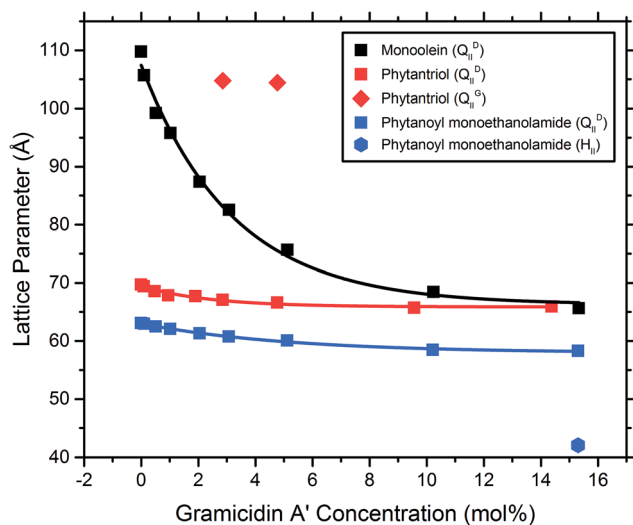 110
100
90
80
70
60
50
40
-2 0 2 4 6 8 10 12 14 16
Lattice Parameter (Å)
Gramicidin A' Concentration (mol%)
Monoolein (Q_II^D)
Phytantriol (Q_II^D)
Phytantriol (Q_II^G)
Phytanoyl monoethanolamide (Q_II^D)
Phytanoyl monoethanolamide (H_II)